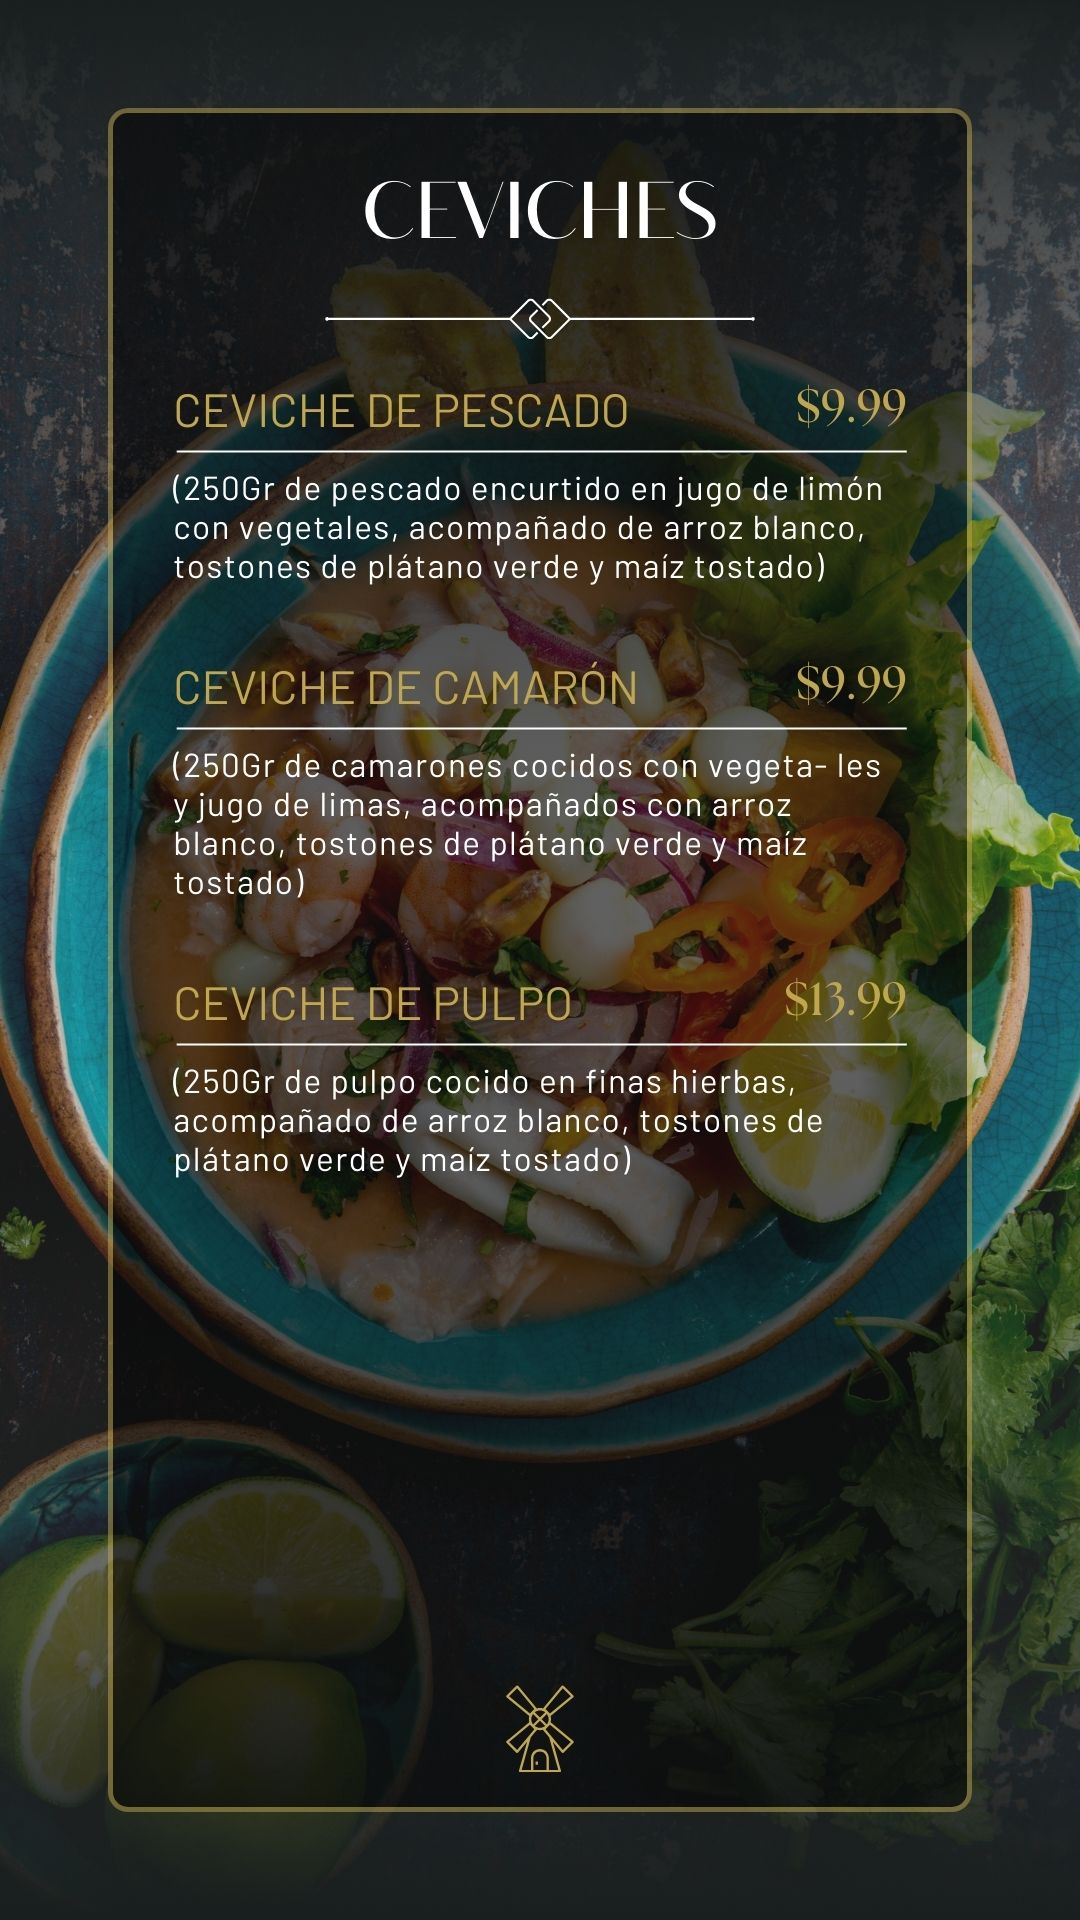 CEVICHES
CEVICHE DE PESCADO $9.99
(250Gr de pescado encurtido en jugo de limón
con vegetales, acompañado de arroz blanco,
tostones de plátano verde y maíz tostado)
CEVICHE DE CAMARÓN $9.99
(250Gr de camarones cocidos con vegeta- les
y jugo de limas, acompañados con arroz
blanco, tostones de plátano verde y maíz
tostado)
CEVICHE DE PULPO $13.99
(250Gr de pulpo cocido en finas hierbas,
acompañado de arroz blanco, tostones de
plátano verde y maíz tostado)